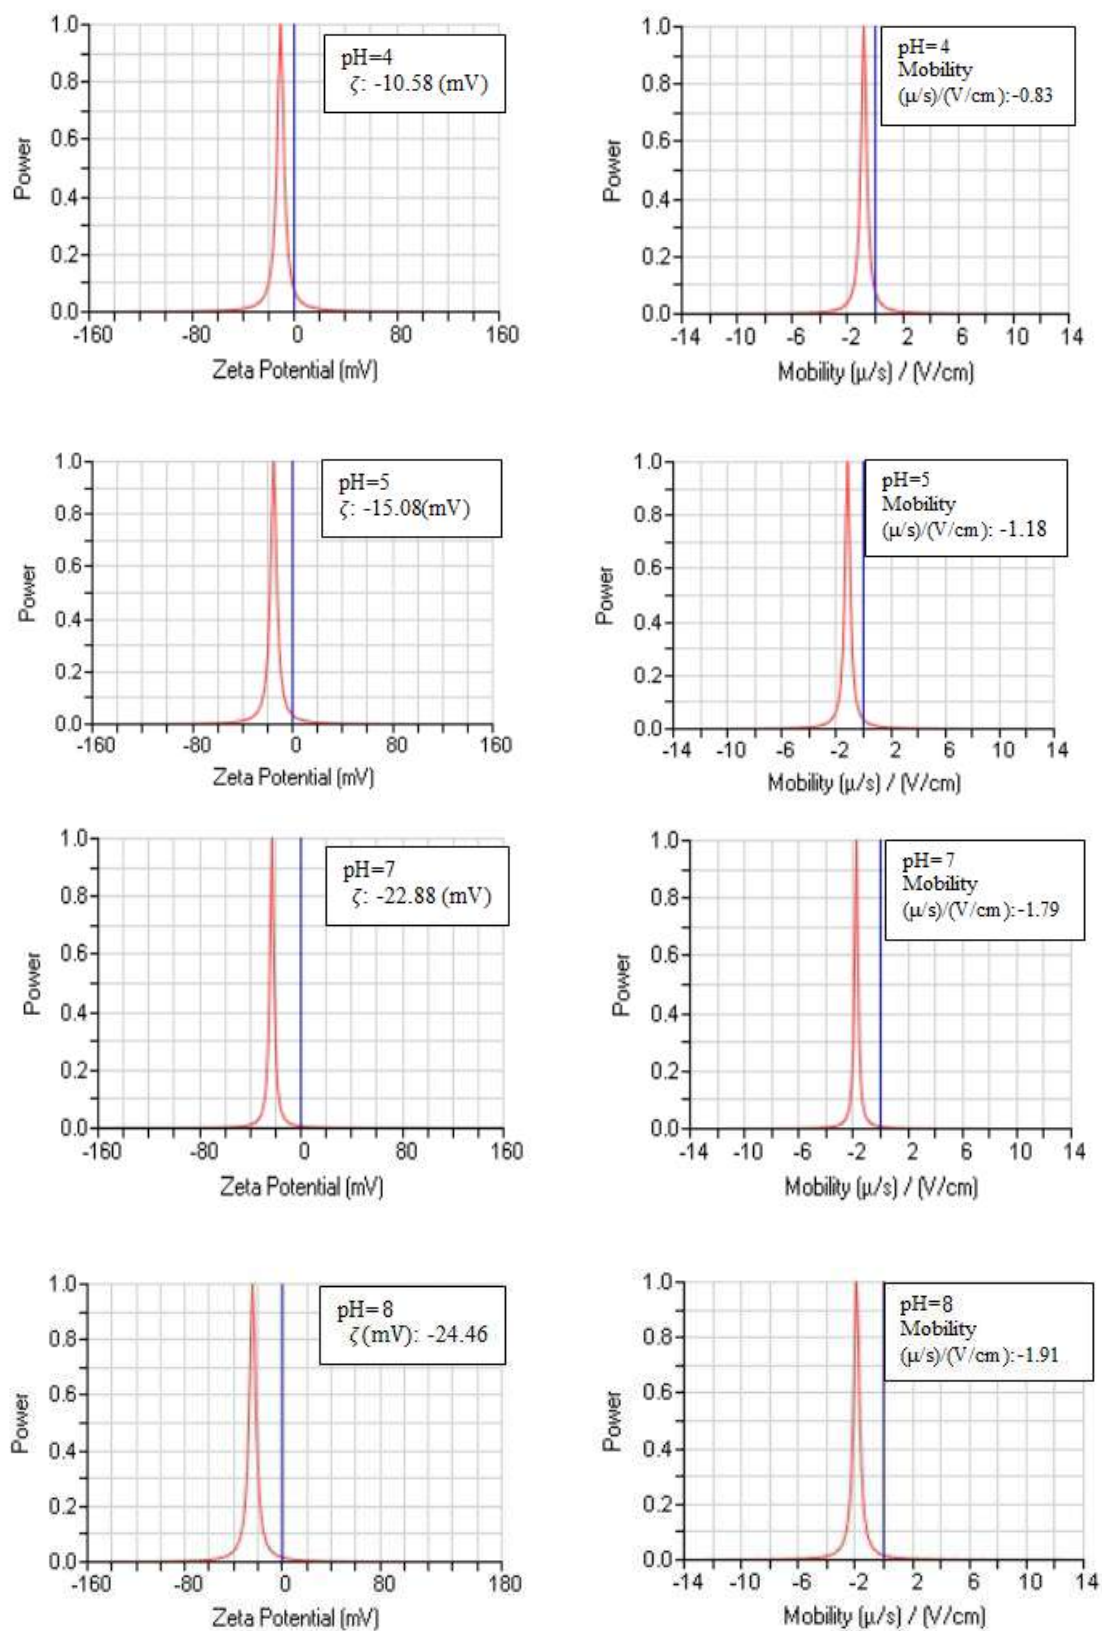 1.0
0.8
0.6
0.4
0.2
0.0
Power
-160 -80 0 80 160
Zeta Potential (mV)
pH=4
ζ: -10.58 (mV)
1.0
0.8
0.6
0.4
0.2
0.0
Power
-14 -10 -6 -2 2 6 10 14
Mobility (μ/s) / (V/cm)
pH=4
Mobility
(μ/s)/(V/cm):-0.83
1.0
0.8
0.6
0.4
0.2
0.0
Power
-160 -80 0 80 160
Zeta Potential (mV)
pH=5
ζ: -15.08(mV)
1.0
0.8
0.6
0.4
0.2
0.0
Power
-14 -10 -6 -2 2 6 10 14
Mobility (μ/s) / (V/cm)
pH=5
Mobility
(μ/s)/(V/cm): -1.18
1.0
0.8
0.6
0.4
0.2
0.0
Power
-160 -80 0 80 160
Zeta Potential (mV)
pH=7
ζ: -22.88 (mV)
1.0
0.8
0.6
0.4
0.2
0.0
Power
-14 -10 -6 -2 2 6 10 14
Mobility (μ/s) / (V/cm)
pH=7
Mobility
(μ/s)/(V/cm):-1.79
1.0
0.8
0.6
0.4
0.2
0.0
Power
-160 -80 0 80 180
Zeta Potential (mV)
pH=8
ζ(mV): -24.46
1.0
0.8
0.6
0.4
0.2
0.0
Power
-14 -10 -6 -2 2 6 10 14
Mobility (μ/s) / (V/cm)
pH=8
Mobility
(μ/s)/(V/cm):-1.91